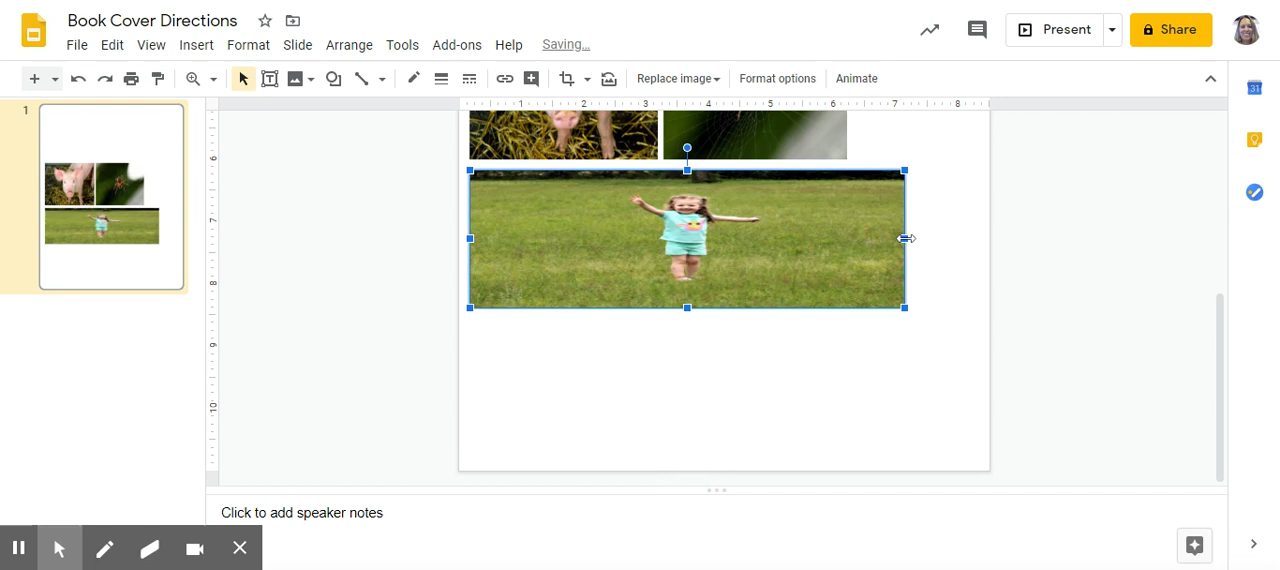 Book Cover Directions
File Edit View Insert Format Slide Arrange Tools Add-ons Help Saving...
Present
Share
Replace image
Format options
Animate
31
1
1 2 3 4 5 6 7 8
6
7
8
9
10
Click to add speaker notes